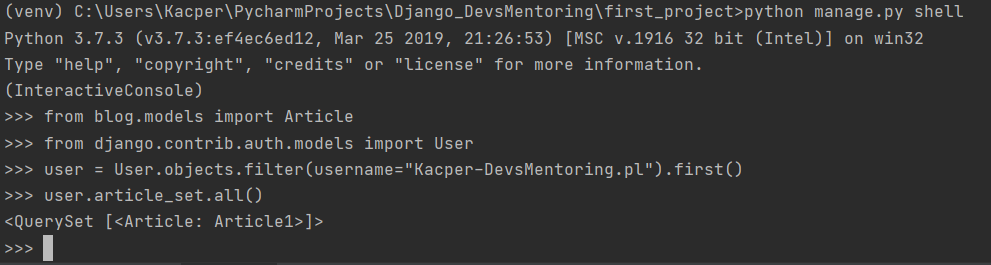 (venv) C:\Users\Kacper\PycharmProjects\Django_DevsMentoring\first_project>python manage.py shell
Python 3.7.3 (v3.7.3:ef4ec6ed12, Mar 25 2019, 21:26:53) [MSC v.1916 32 bit (Intel)] on win32
Type "help", "copyright", "credits" or "license" for more information.
(InteractiveConsole)
>>> from blog.models import Article
>>> from django.contrib.auth.models import User
>>> user = User.objects.filter(username="Kacper-DevsMentoring.pl").first()
>>> user.article_set.all()
<QuerySet [<Article: Article1>]>
>>>